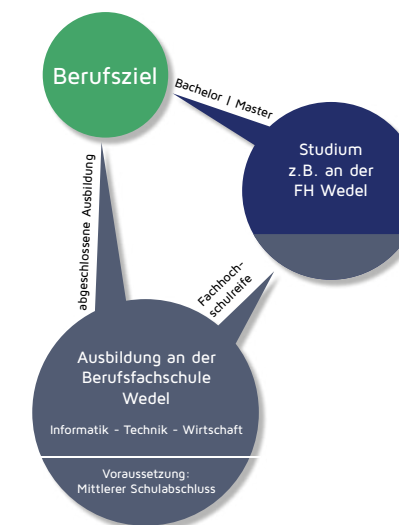 Berufsziel
Bachelor / Master
Studium
z.B. an der
FH Wedel
abgeschlossene Ausbildung
Fachhoch-
schulreife
Ausbildung an der
Berufsfachschule
Wedel
Informatik - Technik - Wirtschaft
Voraussetzung:
Mittlerer Schulabschluss